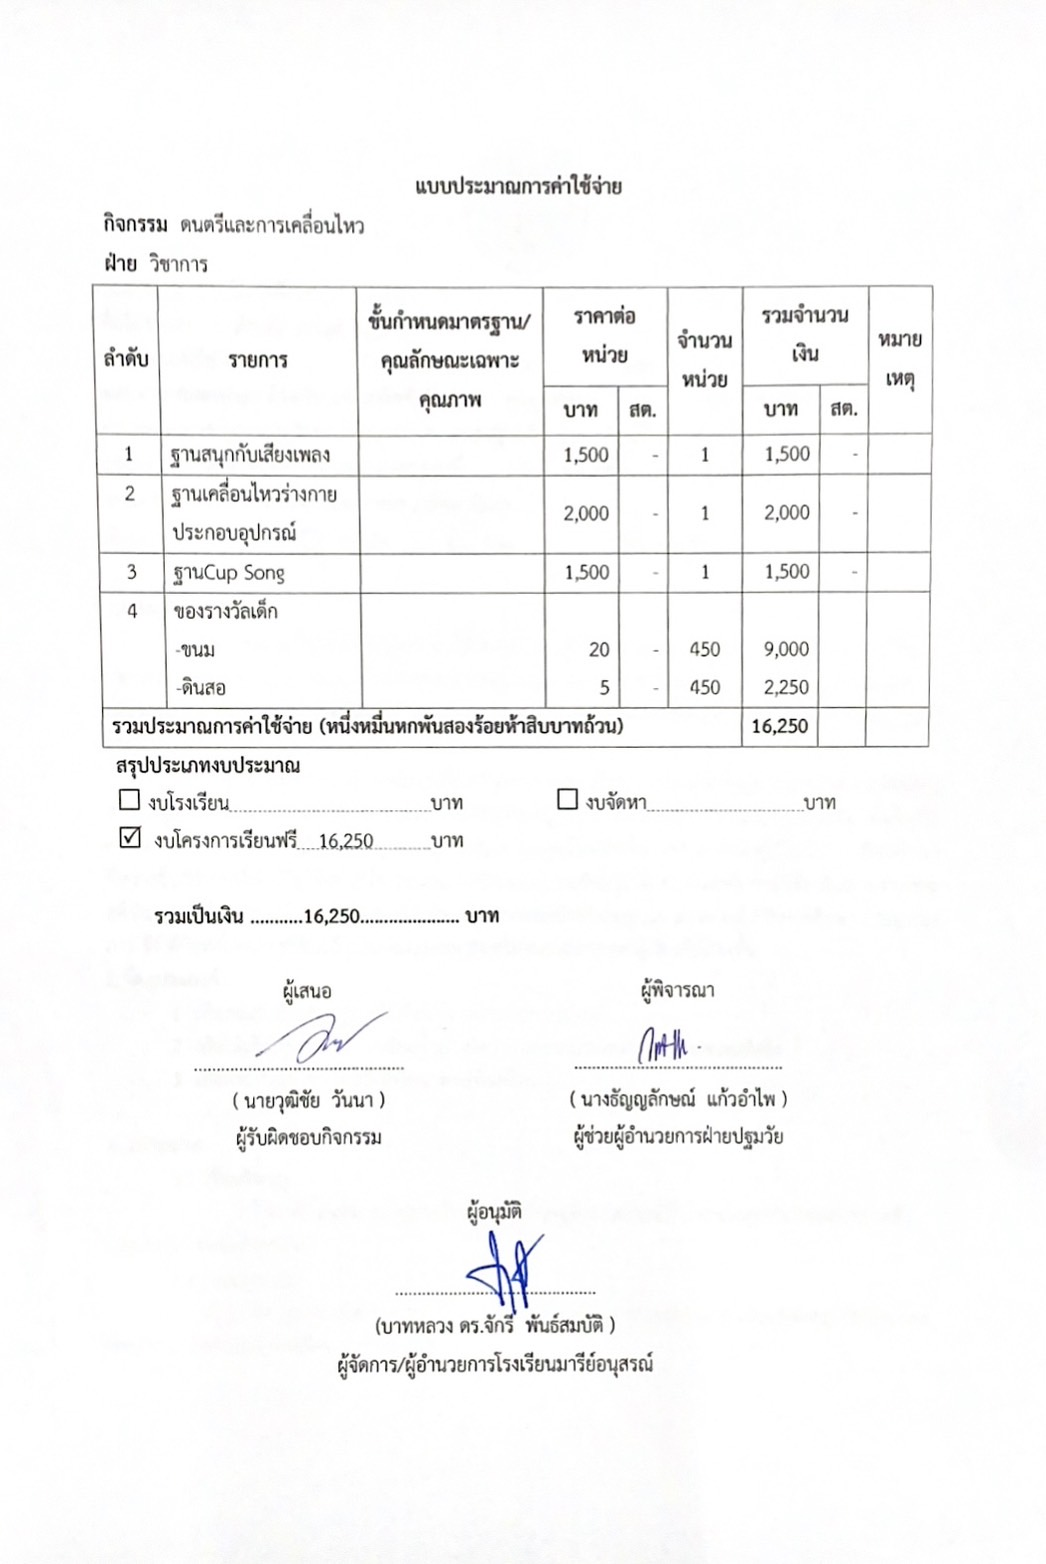 แบบประมาณการค่าใช้จ่าย
กิจกรรม ดนตรีและการเคลื่อนไหว
ฝ่าย วิชาการ
ลำดับ รายการ ขั้นกำหนดมาตรฐาน/ คุณลักษณะเฉพาะ คุณภาพ ราคาต่อ หน่วย จำนวน หน่วย รวมจำนวน เงิน หมาย เหตุ
บาท สต. บาท สต.
1 ฐานสนุกกับเสียงเพลง 1,500 - 1 1,500 -
2 ฐานเคลื่อนไหวร่างกาย
ประกอบอุปกรณ์ 2,000 - 1 2,000 -
3 ฐานCup Song 1,500 - 1 1,500 -
4 ของรางวัลเด็ก
-ขนม 20 - 450 9,000
-ดินสอ 5 - 450 2,250
รวมประมาณการค่าใช้จ่าย (หนึ่งหมื่นหกพันสองร้อยห้าสิบบาทถ้วน) 16,250
สรุปประเภทงบประมาณ
งบโรงเรียน..............................บาท งบจัดหา..............................บาท
☑ งบโครงการเรียนฟรี....16,250..........บาท
รวมเป็นเงิน ..........16,250................... บาท
ผู้เสนอ ผู้พิจารณา
( นายวุฒิชัย วันนา ) ( นางธัญญลักษณ์ แก้วอำไพ )
ผู้รับผิดชอบกิจกรรม ผู้ช่วยผู้อำนวยการฝ่ายปฐมวัย
ผู้อนุมัติ
(บาทหลวง ดร.จักรี พันธ์สมบัติ )
ผู้จัดการ/ผู้อำนวยการโรงเรียนมารีย์อนุสรณ์